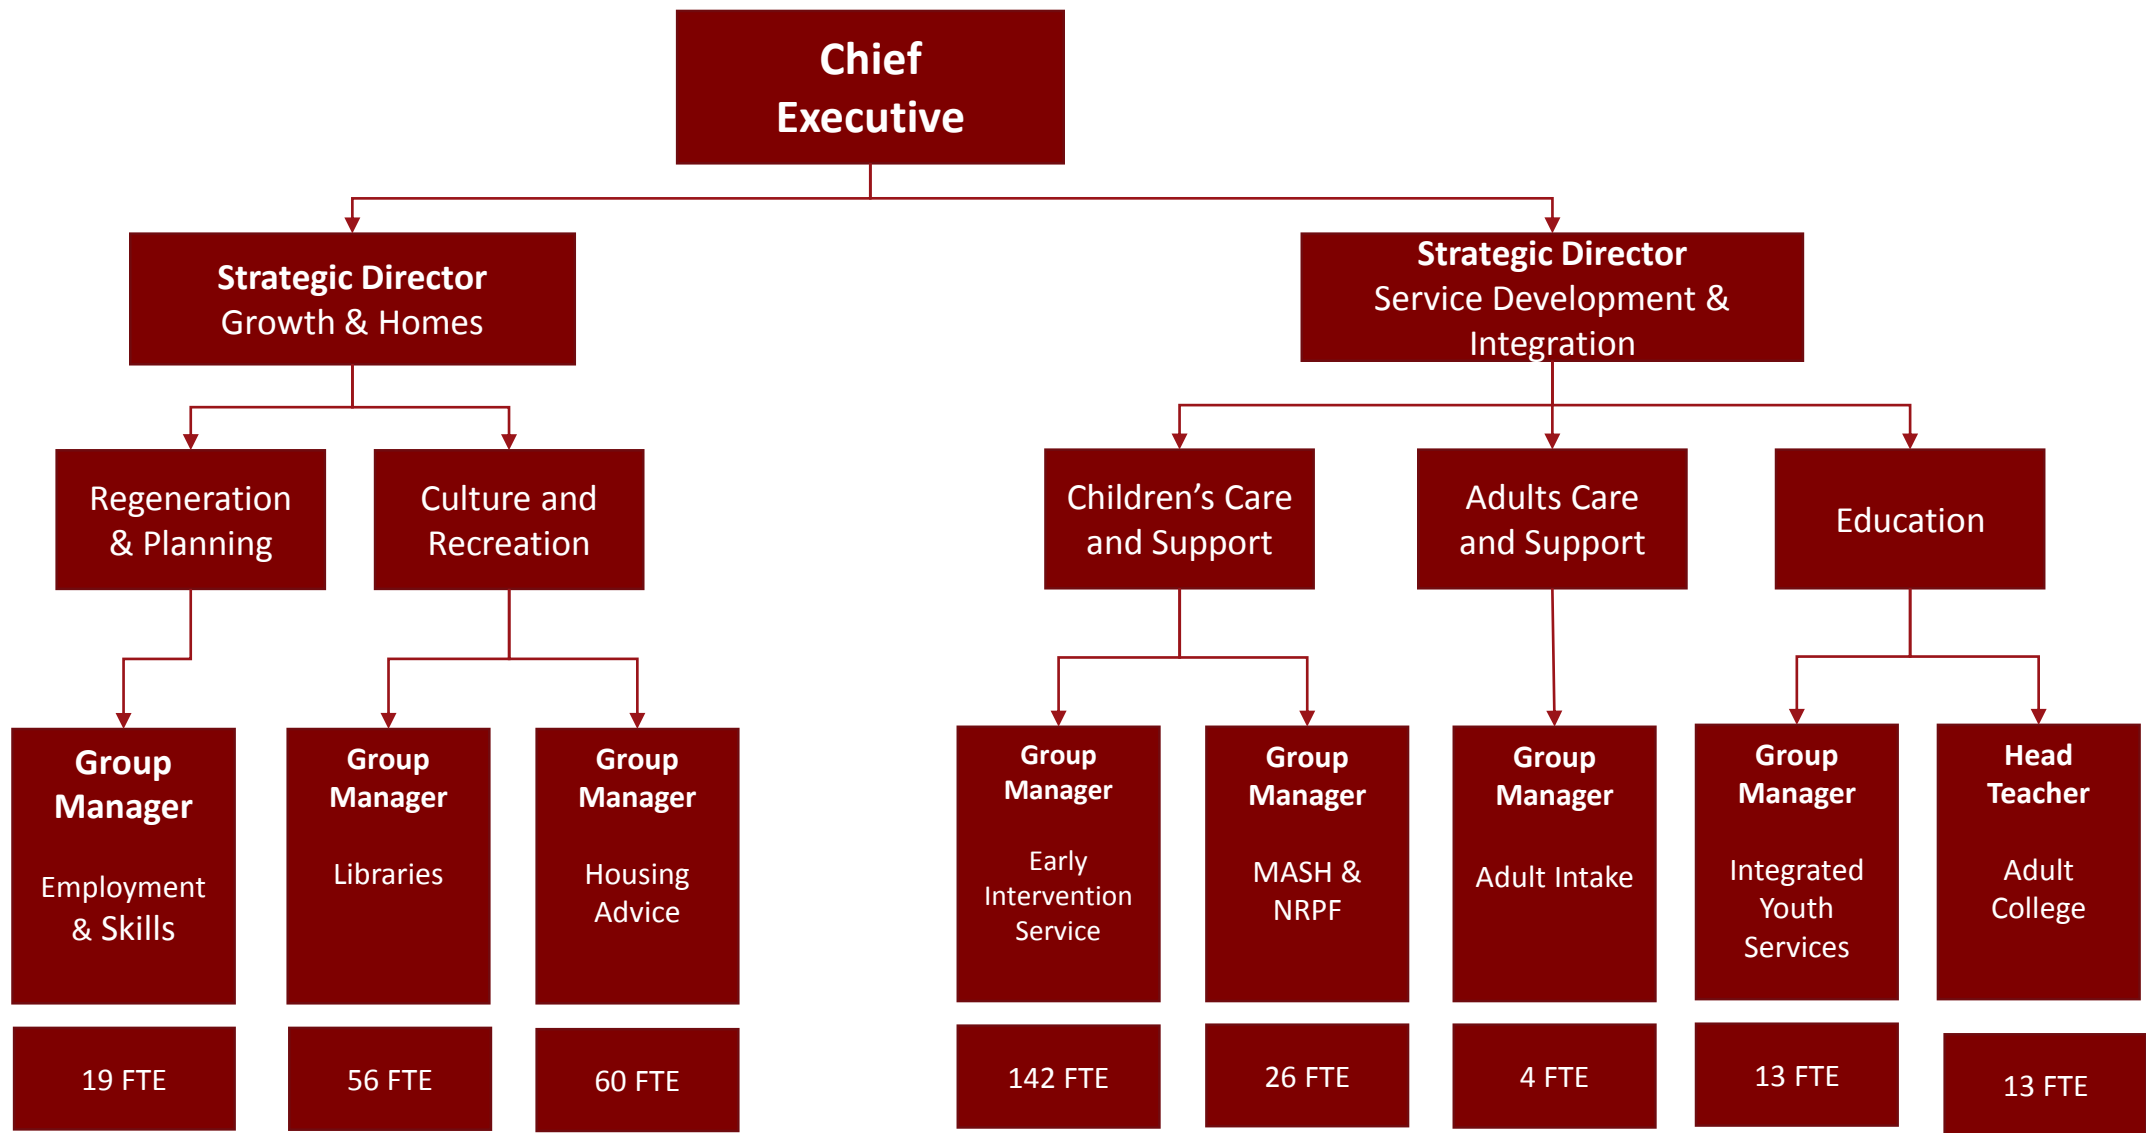 Chief
Executive
Strategic Director
Growth & Homes
Strategic Director
Service Development &
Integration
Regeneration
& Planning
Culture and
Recreation
Children’s Care
and Support
Adults Care
and Support
Education
Group
Manager
Employment
& Skills
Group
Manager
Libraries
Group
Manager
Housing
Advice
Group
Manager
Early
Intervention
Service
Group
Manager
MASH &
NRPF
Group
Manager
Adult Intake
Group
Manager
Integrated
Youth
Services
Head
Teacher
Adult
College
19 FTE
56 FTE
60 FTE
142 FTE
26 FTE
4 FTE
13 FTE
13 FTE